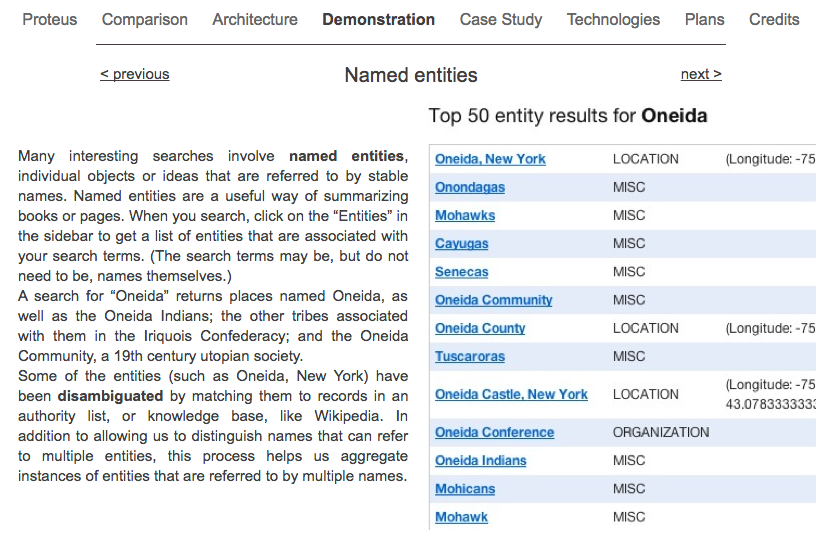 Proteus Comparison Architecture Demonstration Case Study Technologies Plans Credits
< previous Named entities next >
Many interesting searches involve named entities,
individual objects or ideas that are referred to by stable
names. Named entities are a useful way of summarizing
books or pages. When you search, click on the “Entities” in
the sidebar to get a list of entities that are associated with
your search terms. (The search terms may be, but do not
need to be, names themselves.)
A search for “Oneida” returns places named Oneida, as
well as the Oneida Indians; the other tribes associated
with them in the Iriquois Confederacy; and the Oneida
Community, a 19th century utopian society.
Some of the entities (such as Oneida, New York) have
been disambiguated by matching them to records in an
authority list, or knowledge base, like Wikipedia. In
addition to allowing us to distinguish names that can refer
to multiple entities, this process helps us aggregate
instances of entities that are referred to by multiple names.
Top 50 entity results for Oneida
Oneida, New York LOCATION (Longitude: -75
Onondagas MISC
Mohawks MISC
Cayugas MISC
Senecas MISC
Oneida Community MISC
Oneida County LOCATION (Longitude: -75
Tuscaroras MISC
Oneida Castle, New York LOCATION (Longitude: -75
43.0783333333
Oneida Conference ORGANIZATION
Oneida Indians MISC
Mohicans MISC
Mohawk MISC